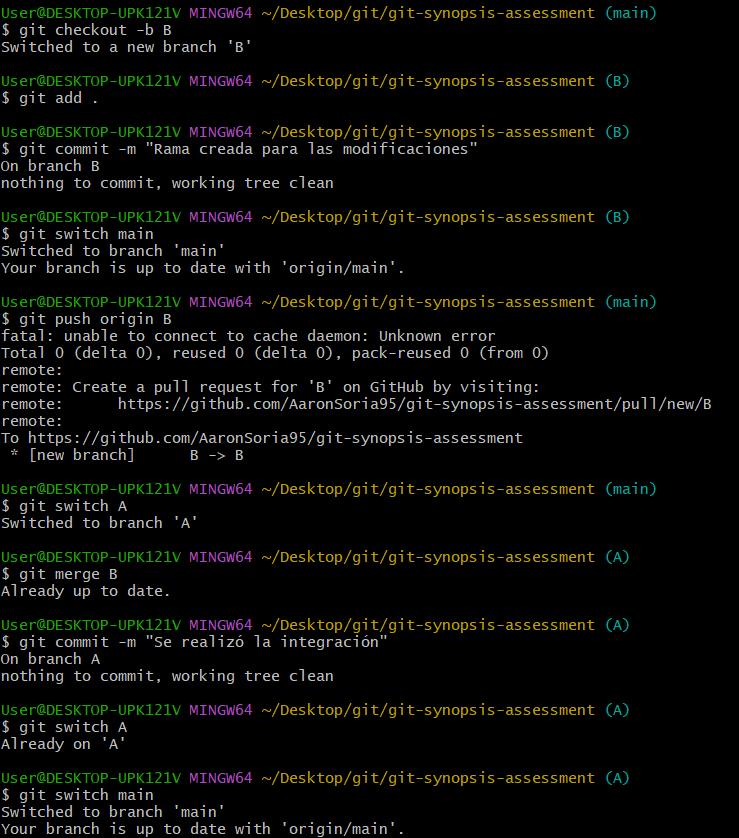 User@DESKTOP-UPK121V MINGW64 ~/Desktop/git/git-synopsis-assessment (main)
$ git checkout -b B
Switched to a new branch 'B'

User@DESKTOP-UPK121V MINGW64 ~/Desktop/git/git-synopsis-assessment (B)
$ git add .

User@DESKTOP-UPK121V MINGW64 ~/Desktop/git/git-synopsis-assessment (B)
$ git commit -m "Rama creada para las modificaciones"
On branch B
nothing to commit, working tree clean

User@DESKTOP-UPK121V MINGW64 ~/Desktop/git/git-synopsis-assessment (B)
$ git switch main
Switched to branch 'main'
Your branch is up to date with 'origin/main'.

User@DESKTOP-UPK121V MINGW64 ~/Desktop/git/git-synopsis-assessment (main)
$ git push origin B
fatal: unable to connect to cache daemon: Unknown error
Total 0 (delta 0), reused 0 (delta 0), pack-reused 0 (from 0)
remote:
remote: Create a pull request for 'B' on GitHub by visiting:
remote:      https://github.com/AaronSoria95/git-synopsis-assessment/pull/new/B
remote:
To https://github.com/AaronSoria95/git-synopsis-assessment
 * [new branch]      B -> B

User@DESKTOP-UPK121V MINGW64 ~/Desktop/git/git-synopsis-assessment (main)
$ git switch A
Switched to branch 'A'

User@DESKTOP-UPK121V MINGW64 ~/Desktop/git/git-synopsis-assessment (A)
$ git merge B
Already up to date.

User@DESKTOP-UPK121V MINGW64 ~/Desktop/git/git-synopsis-assessment (A)
$ git commit -m "Se realizó la integración"
On branch A
nothing to commit, working tree clean

User@DESKTOP-UPK121V MINGW64 ~/Desktop/git/git-synopsis-assessment (A)
$ git switch A
Already on 'A'

User@DESKTOP-UPK121V MINGW64 ~/Desktop/git/git-synopsis-assessment (A)
$ git switch main
Switched to branch 'main'
Your branch is up to date with 'origin/main'.